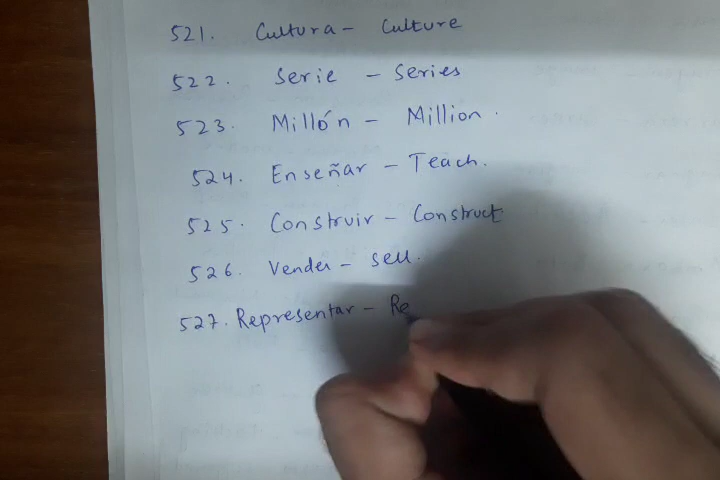 521. Cultura - Culture
522. Serie - Series
523. Millón - Million.
524. Enseñar - Teach.
525. Construir - Construct
526. Vender - Sell.
527. Representar - Re